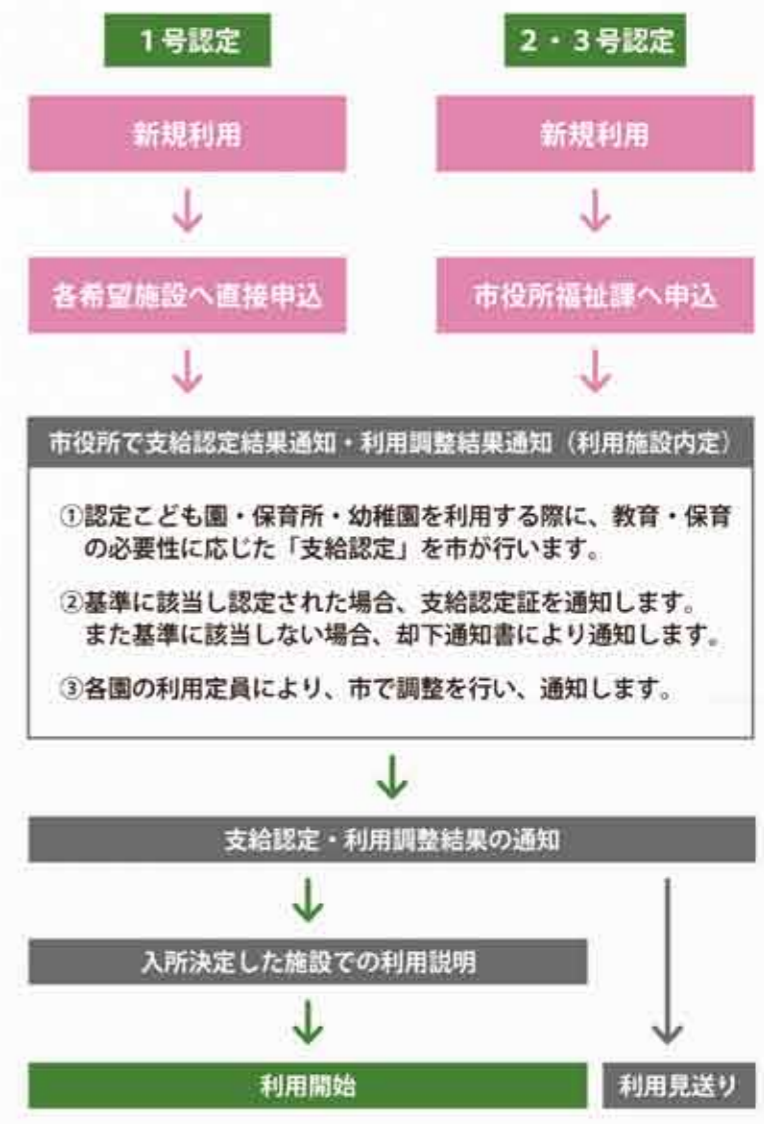 1号認定
2・3号認定
新規利用
新規利用
各希望施設へ直接申込
市役所福祉課へ申込
市役所で支給認定結果通知・利用調整結果通知(利用施設内定)
①認定こども園・保育所・幼稚園を利用する際に、教育・保育
の必要性に応じた「支給認定」を市が行います。
②基準に該当し認定された場合、支給認定証を通知します。
また基準に該当しない場合、却下通知書により通知します。
③各園の利用定員により、市で調整を行い、通知します。
支給認定・利用調整結果の通知
入所決定した施設での利用説明
利用開始
利用見送り